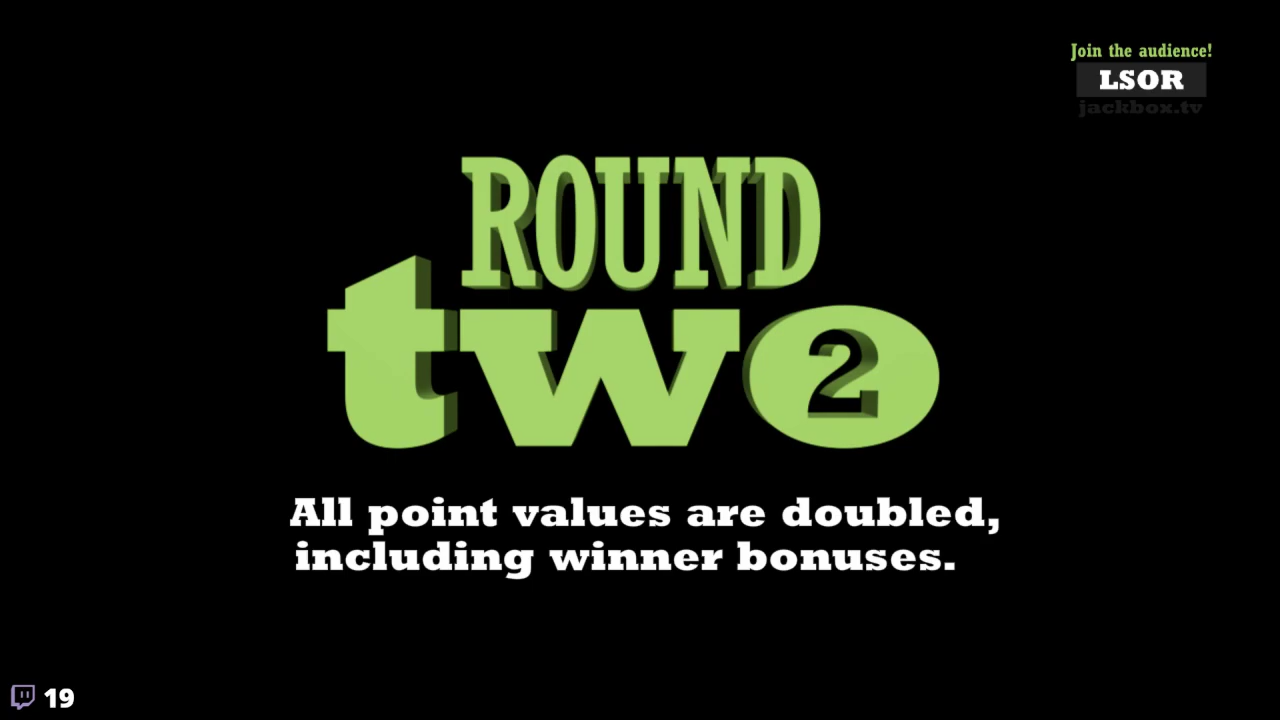 Join the audience!
LSOR
jackbox.tv
ROUND
two
2
All point values are doubled,
including winner bonuses.
19